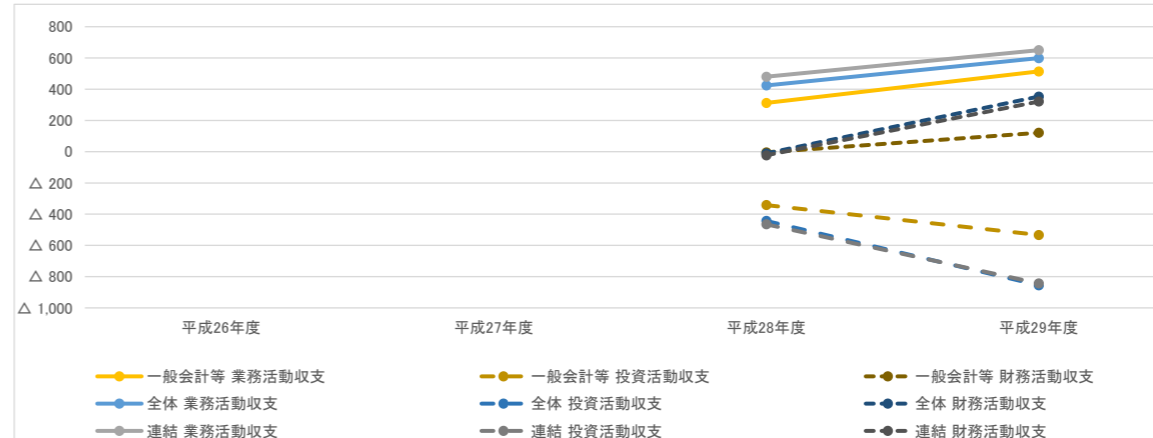 800
600
400
200
0
△ 200
△ 400
△ 600
△ 800
△ 1,000
平成26年度 平成27年度 平成28年度 平成29年度
一般会計等 業務活動収支 一般会計等 投資活動収支 一般会計等 財務活動収支
全体 業務活動収支 全体 投資活動収支 全体 財務活動収支
連結 業務活動収支 連結 投資活動収支 連結 財務活動収支